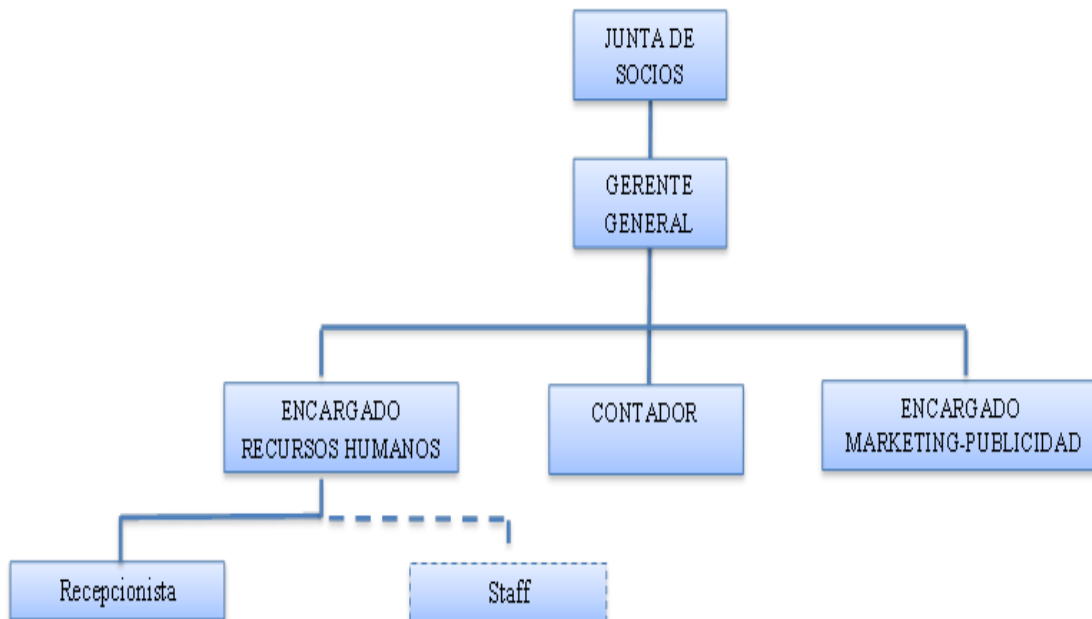 JUNTA DE
SOCIOS
GERENTE
GENERAL
ENCARGADO
RECURSOS HUMANOS
CONTADOR
ENCARGADO
MARKETING-PUBLICIDAD
Recepcionista
Staff